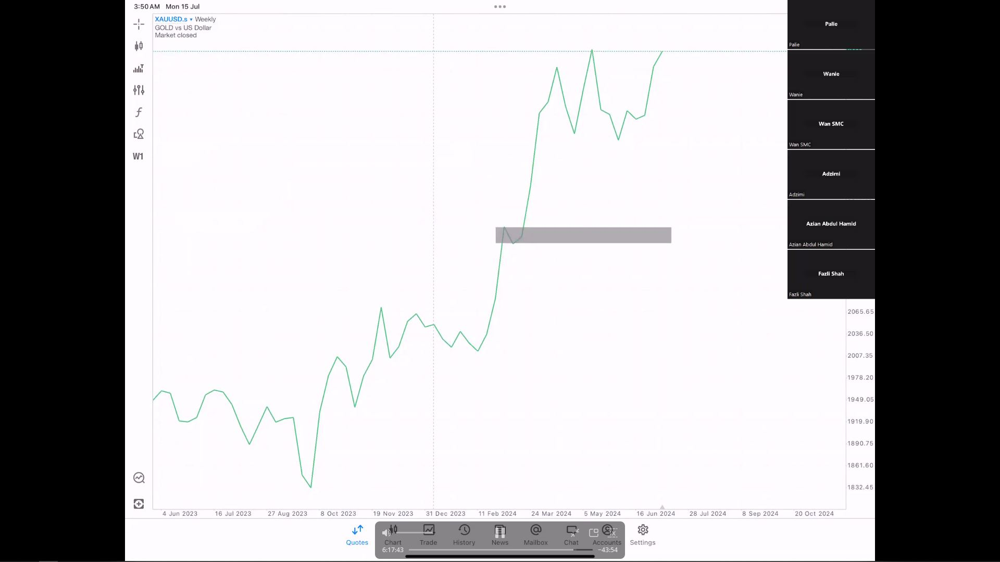 3:50 AM Mon 15 Jul
XAUUSD.s ▾ Weekly
GOLD vs US Dollar
Market closed
W1
Palie
Palie
Wanie
Wanie
Wan SMC
Wan SMC
Adzimi
Adzimi
Azian Abdul Hamid
Azian Abdul Hamid
Fazli Shah
Fazli Shah
2065.65
2036.50
2007.35
1978.20
1949.05
1919.90
1890.75
1861.60
1832.45
4 Jun 2023 16 Jul 2023 27 Aug 2023 8 Oct 2023 19 Nov 2023 31 Dec 2023 11 Feb 2024 24 Mar 2024 5 May 2024 16 Jun 2024 28 Jul 2024 8 Sep 2024 20 Oct 2024
Quotes Chart Trade History News Mailbox Chat Accounts Settings
6:17:43 −43:54